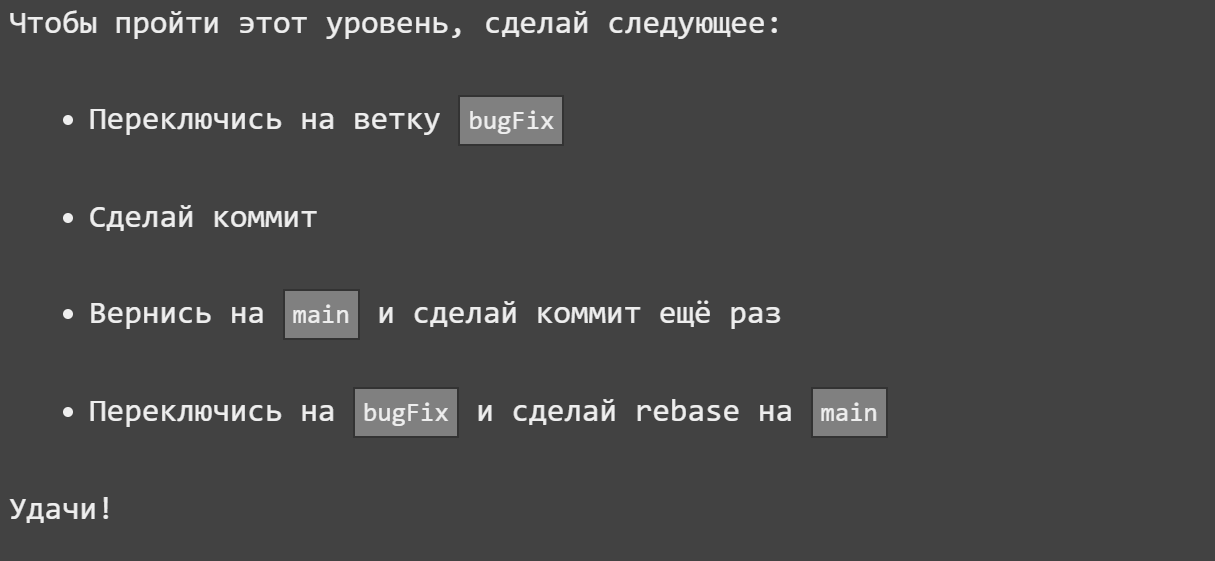 Чтобы пройти этот уровень, сделай следующее:
• Переключись на ветку bugFix
• Сделай коммит
• Вернись на main и сделай коммит ещё раз
• Переключись на bugFix и сделай rebase на main
Удачи!